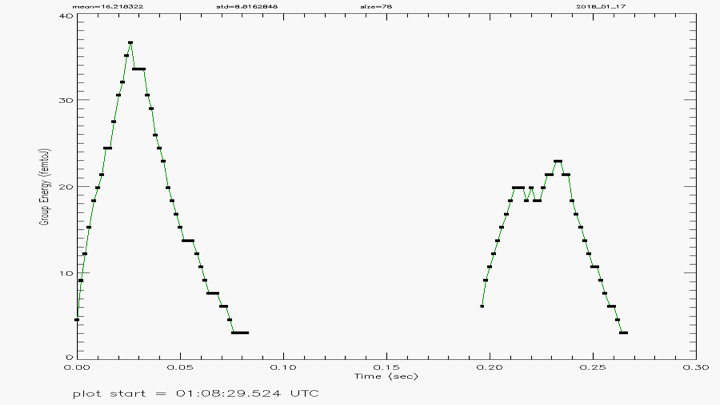 mean=16.218322 std=8.8162848 size=78 2018_01_17
40
30
20
10
0
Group Energy (femtoJ)
0.00 0.05 0.10 0.15 0.20 0.25 0.30
Time (sec)
plot start = 01:08:29.524 UTC